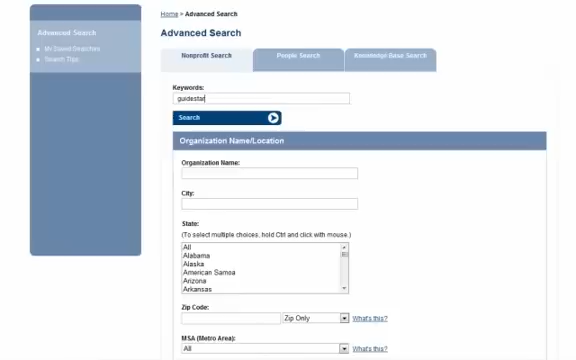 Home > Advanced Search
Advanced Search
My Saved Searches
Search Tips
Advanced Search
Nonprofit Search
People Search
Knowledge Base Search
Keywords:
guidestar
Search
Organization Name/Location
Organization Name:
City:
State:
(To select multiple choices, hold Ctrl and click with mouse.)
All
Alabama
Alaska
American Samoa
Arizona
Arkansas
Zip Code:
Zip Only
What's this?
MSA (Metro Area):
All
What's this?